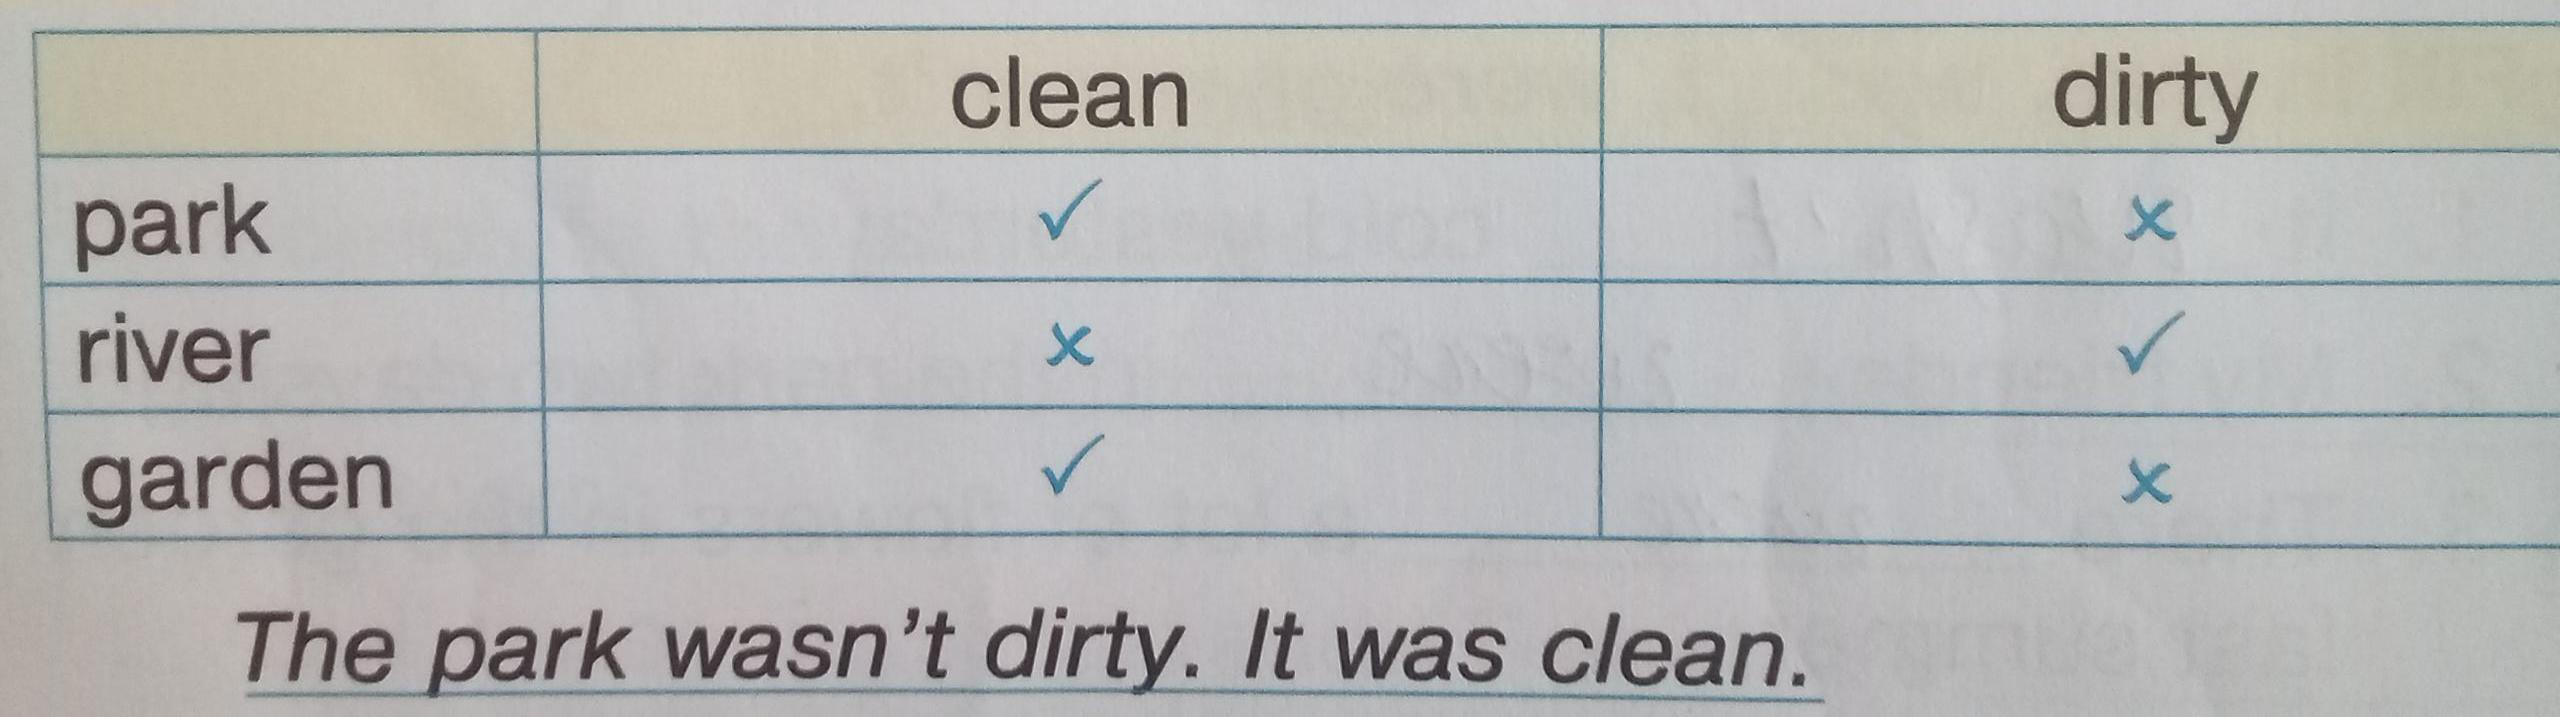 clean dirty
park ✓ x
river x ✓
garden ✓ x
The park wasn't dirty. It was clean.